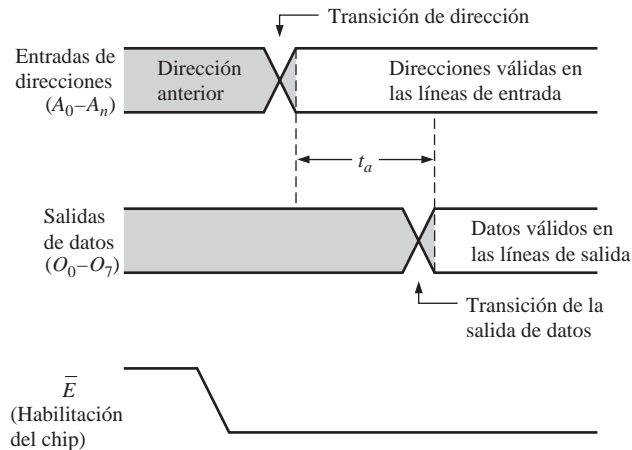 Transición de dirección
Entradas de
direcciones
(A0–An)
Dirección
anterior
Direcciones válidas en
las líneas de entrada
ta
Salidas
de datos
(O0–O7)
Datos válidos en
las líneas de salida
Transición de la
salida de datos
E̅
(Habilitación
del chip)